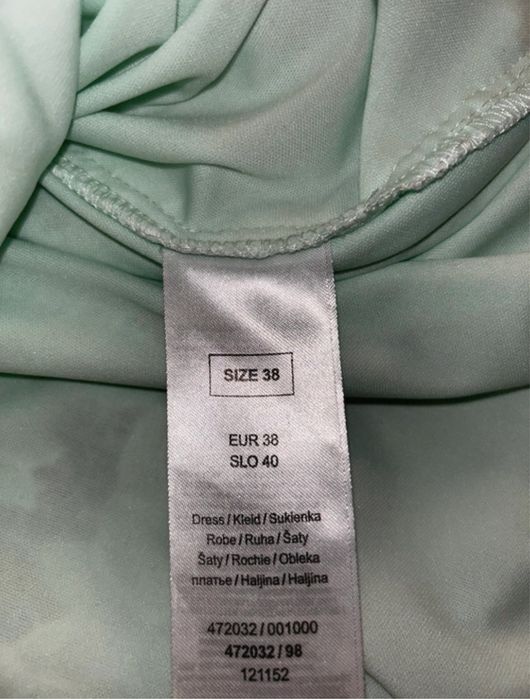 SIZE 38
EUR 38
SLO 40
Dress / Kleid / Sukienka
Robe / Ruha / Šaty
Šaty / Rochie / Obleka
платье / Haljina / Haljina
472032 / 001000
472032 / 98
121152